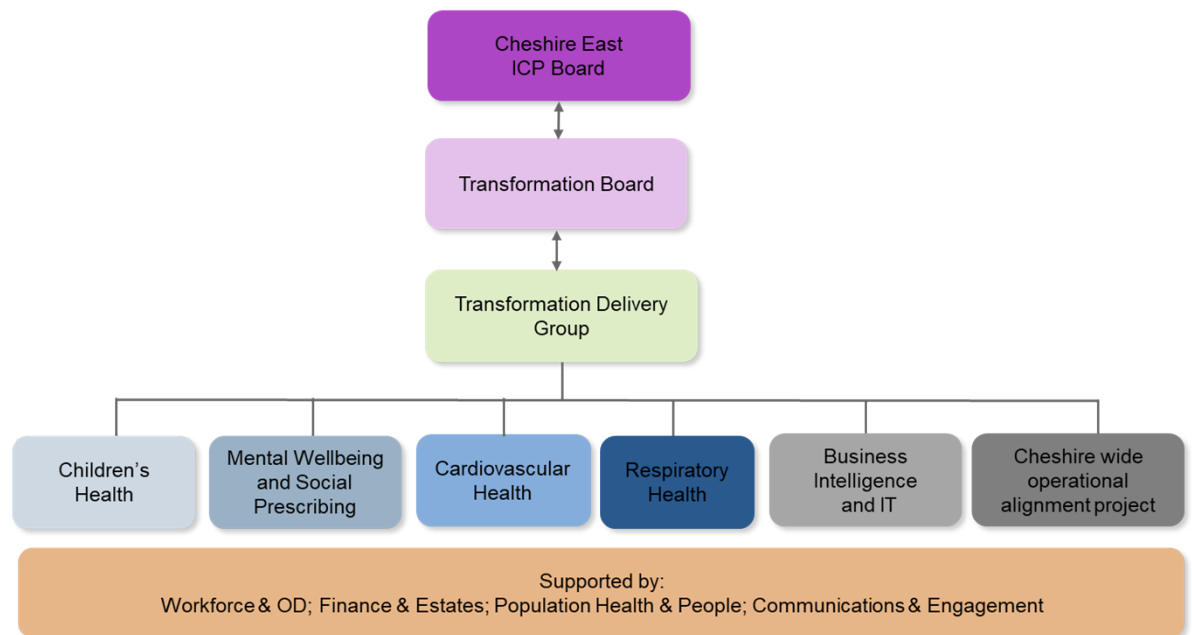 Cheshire East
ICP Board
Transformation Board
Transformation Delivery
Group
Children’s
Health
Mental Wellbeing
and Social
Prescribing
Cardiovascular
Health
Respiratory
Health
Business
Intelligence
and IT
Cheshire wide
operational
alignment project
Supported by:
Workforce & OD; Finance & Estates; Population Health & People; Communications & Engagement